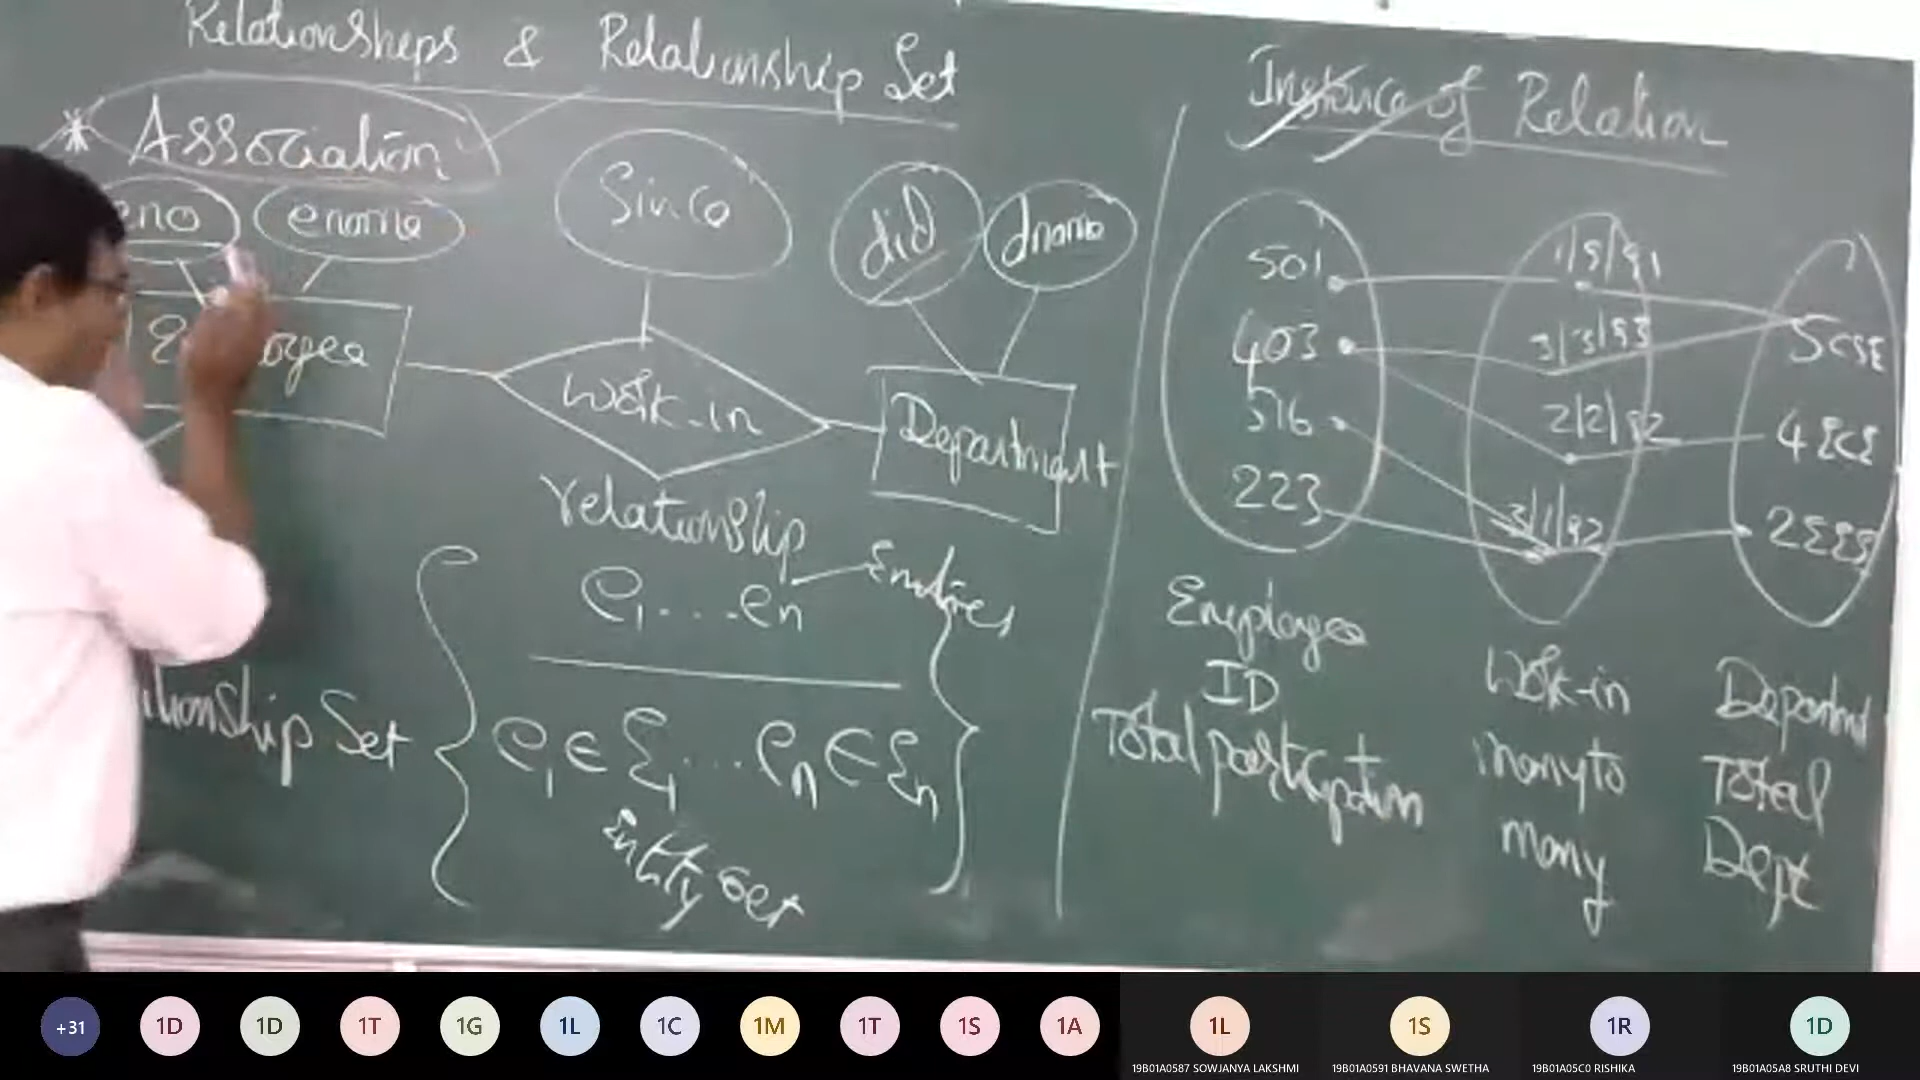 Relationships & Relationship Set
* Association
eno
ename
Since
did
dname
Work-in
Department
relationship
e1 . . . en
Entities
tionship Set
e1 ∈ E1 . . . en ∈ En
Entity Set
Instance of Relation
501
403
516
223
1/5/91
3/3/93
2/2/92
3/1/92
5CSE
4ECE
2EEE
Employee
ID
Total participation
Work-in
many to
many
Total
Dept
+31
1D
1D
1T
1G
1L
1C
1M
1T
1S
1A
1L
19B01A0587 SOWJANYA LAKSHMI
1S
19B01A0591 BHAVANA SWETHA
1R
19B01A05C0 RISHIKA
1D
19B01A05A8 SRUTHI DEVI